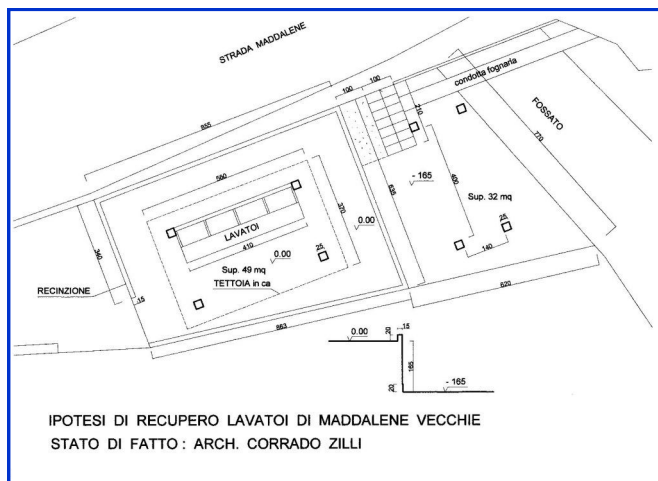 STRADA MADDALENE
condotta fognaria
FOSSATO
100
100
210
770
855
400
- 165
635
Sup. 32 mq
500
370
0.00
LAVATOI
410
25
0.00
Sup. 49 mq
TETTOIA in ca
25
140
340
RECINZIONE
15
863
620
0.00
20
15
165
20
- 165
IPOTESI DI RECUPERO LAVATOI DI MADDALENE VECCHIE
STATO DI FATTO : ARCH. CORRADO ZILLI